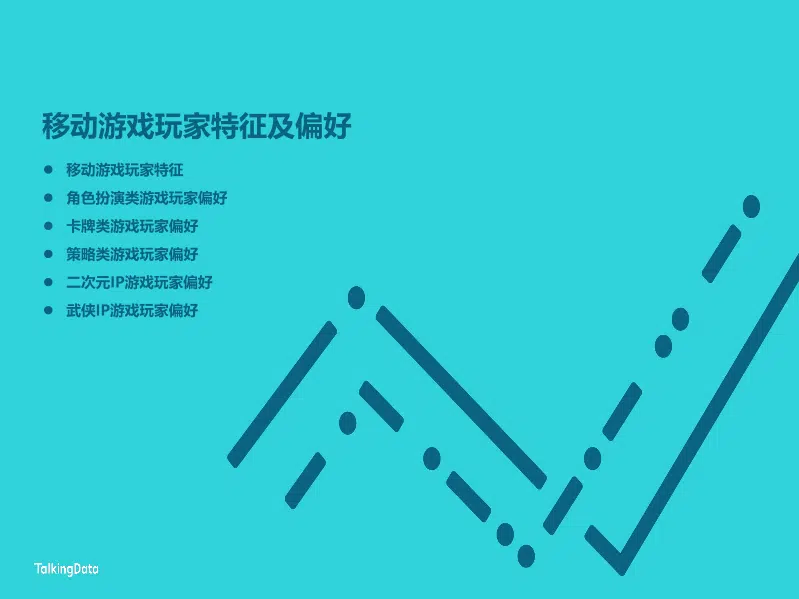 移动游戏玩家特征及偏好
● 移动游戏玩家特征
● 角色扮演类游戏玩家偏好
● 卡牌类游戏玩家偏好
● 策略类游戏玩家偏好
● 二次元IP游戏玩家偏好
● 武侠IP游戏玩家偏好
TalkingData